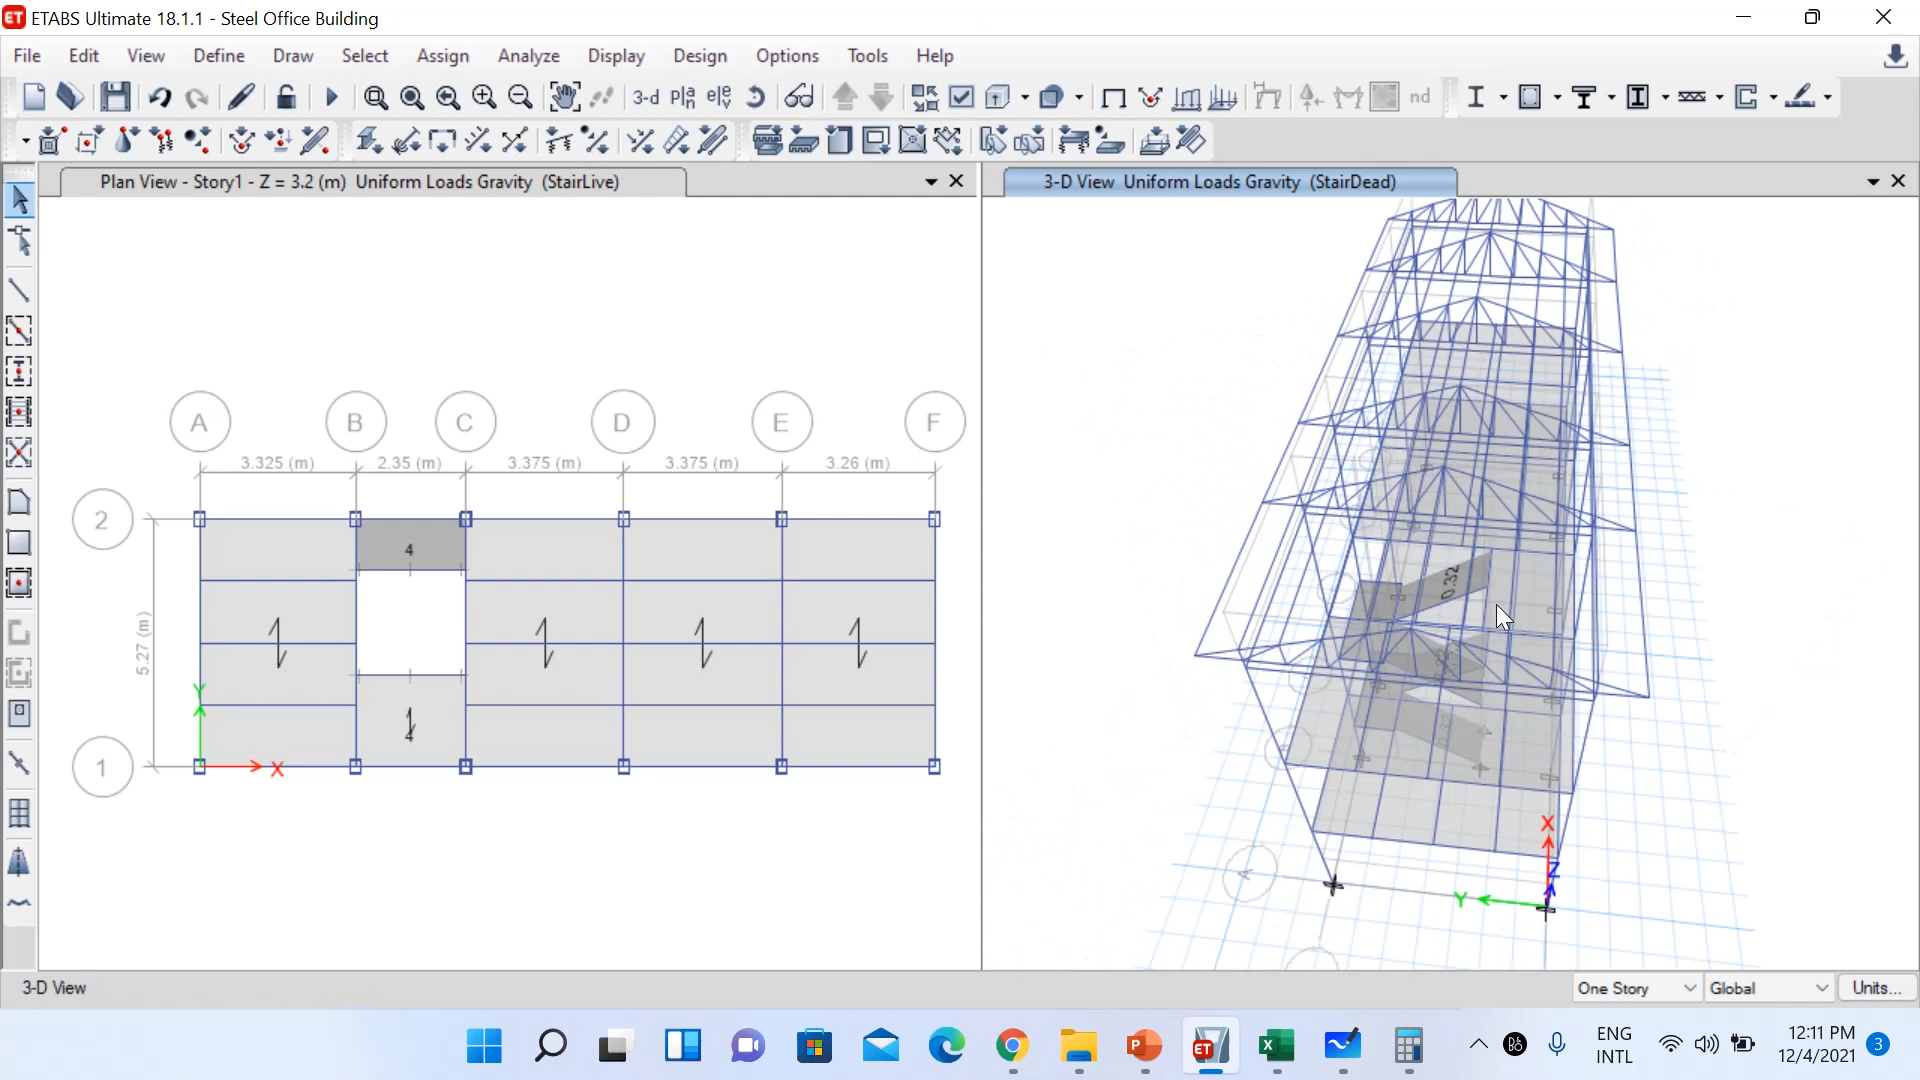 ETABS Ultimate 18.1.1 - Steel Office Building
File Edit View Define Draw Select Assign Analyze Display Design Options Tools Help
3-d
nd
Plan View - Story1 - Z = 3.2 (m) Uniform Loads Gravity (StairLive)
3-D View Uniform Loads Gravity (StairDead)
A B C D E F
3.325 (m) 2.35 (m) 3.375 (m) 3.375 (m) 3.26 (m)
2
4
5.27 (m)
4
Y
X
1
0.32
A
X
Z
Y
3-D View
One Story
Global
Units...
ENG
INTL
12:11 PM
12/4/2021
3